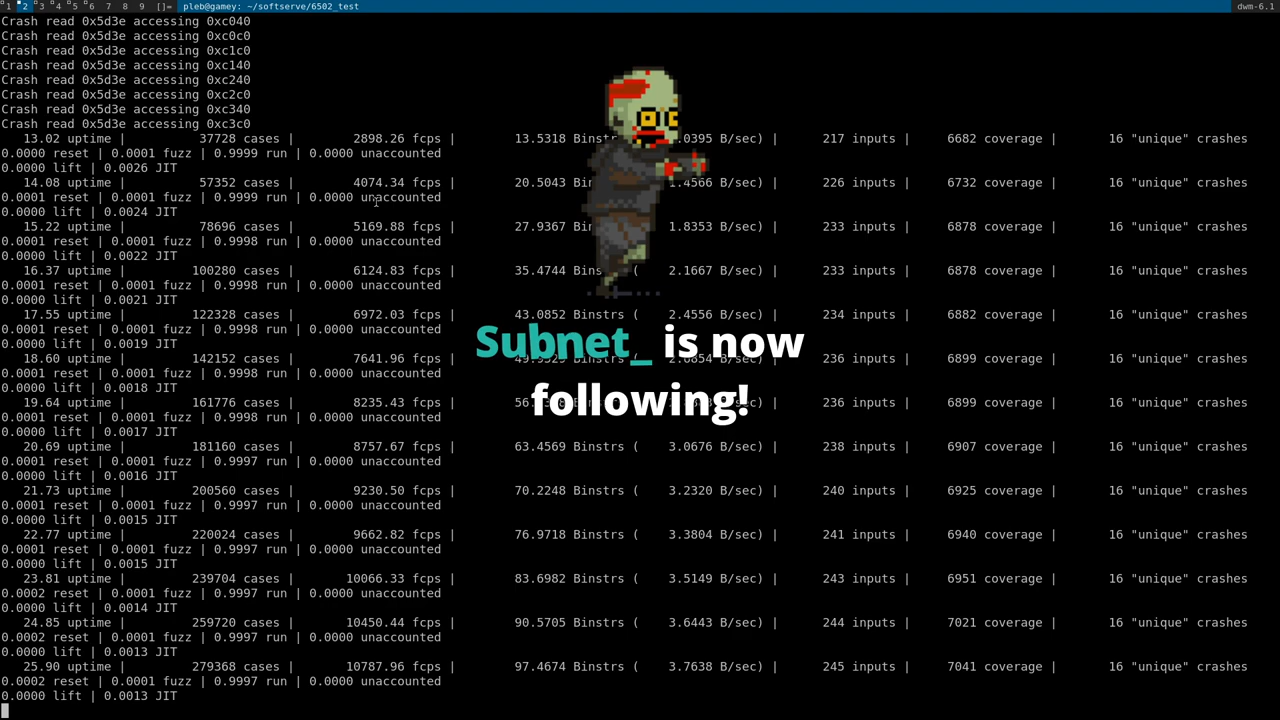 1 2 3 4 5 6 7 8 9 []= pleb@gamey: ~/softserve/6502_test dwm-6.1
Crash read 0x5d3e accessing 0xc040
Crash read 0x5d3e accessing 0xc0c0
Crash read 0x5d3e accessing 0xc1c0
Crash read 0x5d3e accessing 0xc140
Crash read 0x5d3e accessing 0xc240
Crash read 0x5d3e accessing 0xc2c0
Crash read 0x5d3e accessing 0xc340
Crash read 0x5d3e accessing 0xc3c0
13.02 uptime | 37728 cases | 2898.26 fcps | 13.5318 Binstrs .0395 B/sec) | 217 inputs | 6682 coverage | 16 "unique" crashes
0.0000 reset | 0.0001 fuzz | 0.9999 run | 0.0000 unaccounted
0.0000 lift | 0.0026 JIT
14.08 uptime | 57352 cases | 4074.34 fcps | 20.5043 1.4566 B/sec) | 226 inputs | 6732 coverage | 16 "unique" crashes
0.0001 reset | 0.0001 fuzz | 0.9999 run | 0.0000 unaccounted
0.0000 lift | 0.0024 JIT
15.22 uptime | 78696 cases | 5169.88 fcps | 27.9367 1.8353 B/sec) | 233 inputs | 6878 coverage | 16 "unique" crashes
0.0001 reset | 0.0001 fuzz | 0.9998 run | 0.0000 unaccounted
0.0000 lift | 0.0022 JIT
16.37 uptime | 100280 cases | 6124.83 fcps | 35.4744 ( 2.1667 B/sec) | 233 inputs | 6878 coverage | 16 "unique" crashes
0.0001 reset | 0.0001 fuzz | 0.9998 run | 0.0000 unaccounted
0.0000 lift | 0.0021 JIT
17.55 uptime | 122328 cases | 6972.03 fcps | 43.0852 Binstrs ( 2.4556 B/sec) | 234 inputs | 6882 coverage | 16 "unique" crashes
0.0001 reset | 0.0001 fuzz | 0.9998 run | 0.0000 unaccounted
0.0000 lift | 0.0019 JIT
Subnet_ is now
18.60 uptime | 142152 cases | 7641.96 fcps | B/sec) | 236 inputs | 6899 coverage | 16 "unique" crashes
0.0001 reset | 0.0001 fuzz | 0.9998 run | 0.0000 unaccounted
0.0000 lift | 0.0018 JIT
following!
19.64 uptime | 161776 cases | 8235.43 fcps | B/sec) | 236 inputs | 6899 coverage | 16 "unique" crashes
0.0001 reset | 0.0001 fuzz | 0.9998 run | 0.0000 unaccounted
0.0000 lift | 0.0017 JIT
20.69 uptime | 181160 cases | 8757.67 fcps | 63.4569 Binstrs ( 3.0676 B/sec) | 238 inputs | 6907 coverage | 16 "unique" crashes
0.0001 reset | 0.0001 fuzz | 0.9997 run | 0.0000 unaccounted
0.0000 lift | 0.0016 JIT
21.73 uptime | 200560 cases | 9230.50 fcps | 70.2248 Binstrs ( 3.2320 B/sec) | 240 inputs | 6925 coverage | 16 "unique" crashes
0.0001 reset | 0.0001 fuzz | 0.9997 run | 0.0000 unaccounted
0.0000 lift | 0.0015 JIT
22.77 uptime | 220024 cases | 9662.82 fcps | 76.9718 Binstrs ( 3.3804 B/sec) | 241 inputs | 6940 coverage | 16 "unique" crashes
0.0001 reset | 0.0001 fuzz | 0.9997 run | 0.0000 unaccounted
0.0000 lift | 0.0015 JIT
23.81 uptime | 239704 cases | 10066.33 fcps | 83.6982 Binstrs ( 3.5149 B/sec) | 243 inputs | 6951 coverage | 16 "unique" crashes
0.0002 reset | 0.0001 fuzz | 0.9997 run | 0.0000 unaccounted
0.0000 lift | 0.0014 JIT
24.85 uptime | 259720 cases | 10450.44 fcps | 90.5705 Binstrs ( 3.6443 B/sec) | 244 inputs | 7021 coverage | 16 "unique" crashes
0.0002 reset | 0.0001 fuzz | 0.9997 run | 0.0000 unaccounted
0.0000 lift | 0.0013 JIT
25.90 uptime | 279368 cases | 10787.96 fcps | 97.4674 Binstrs ( 3.7638 B/sec) | 245 inputs | 7041 coverage | 16 "unique" crashes
0.0002 reset | 0.0001 fuzz | 0.9997 run | 0.0000 unaccounted
0.0000 lift | 0.0013 JIT